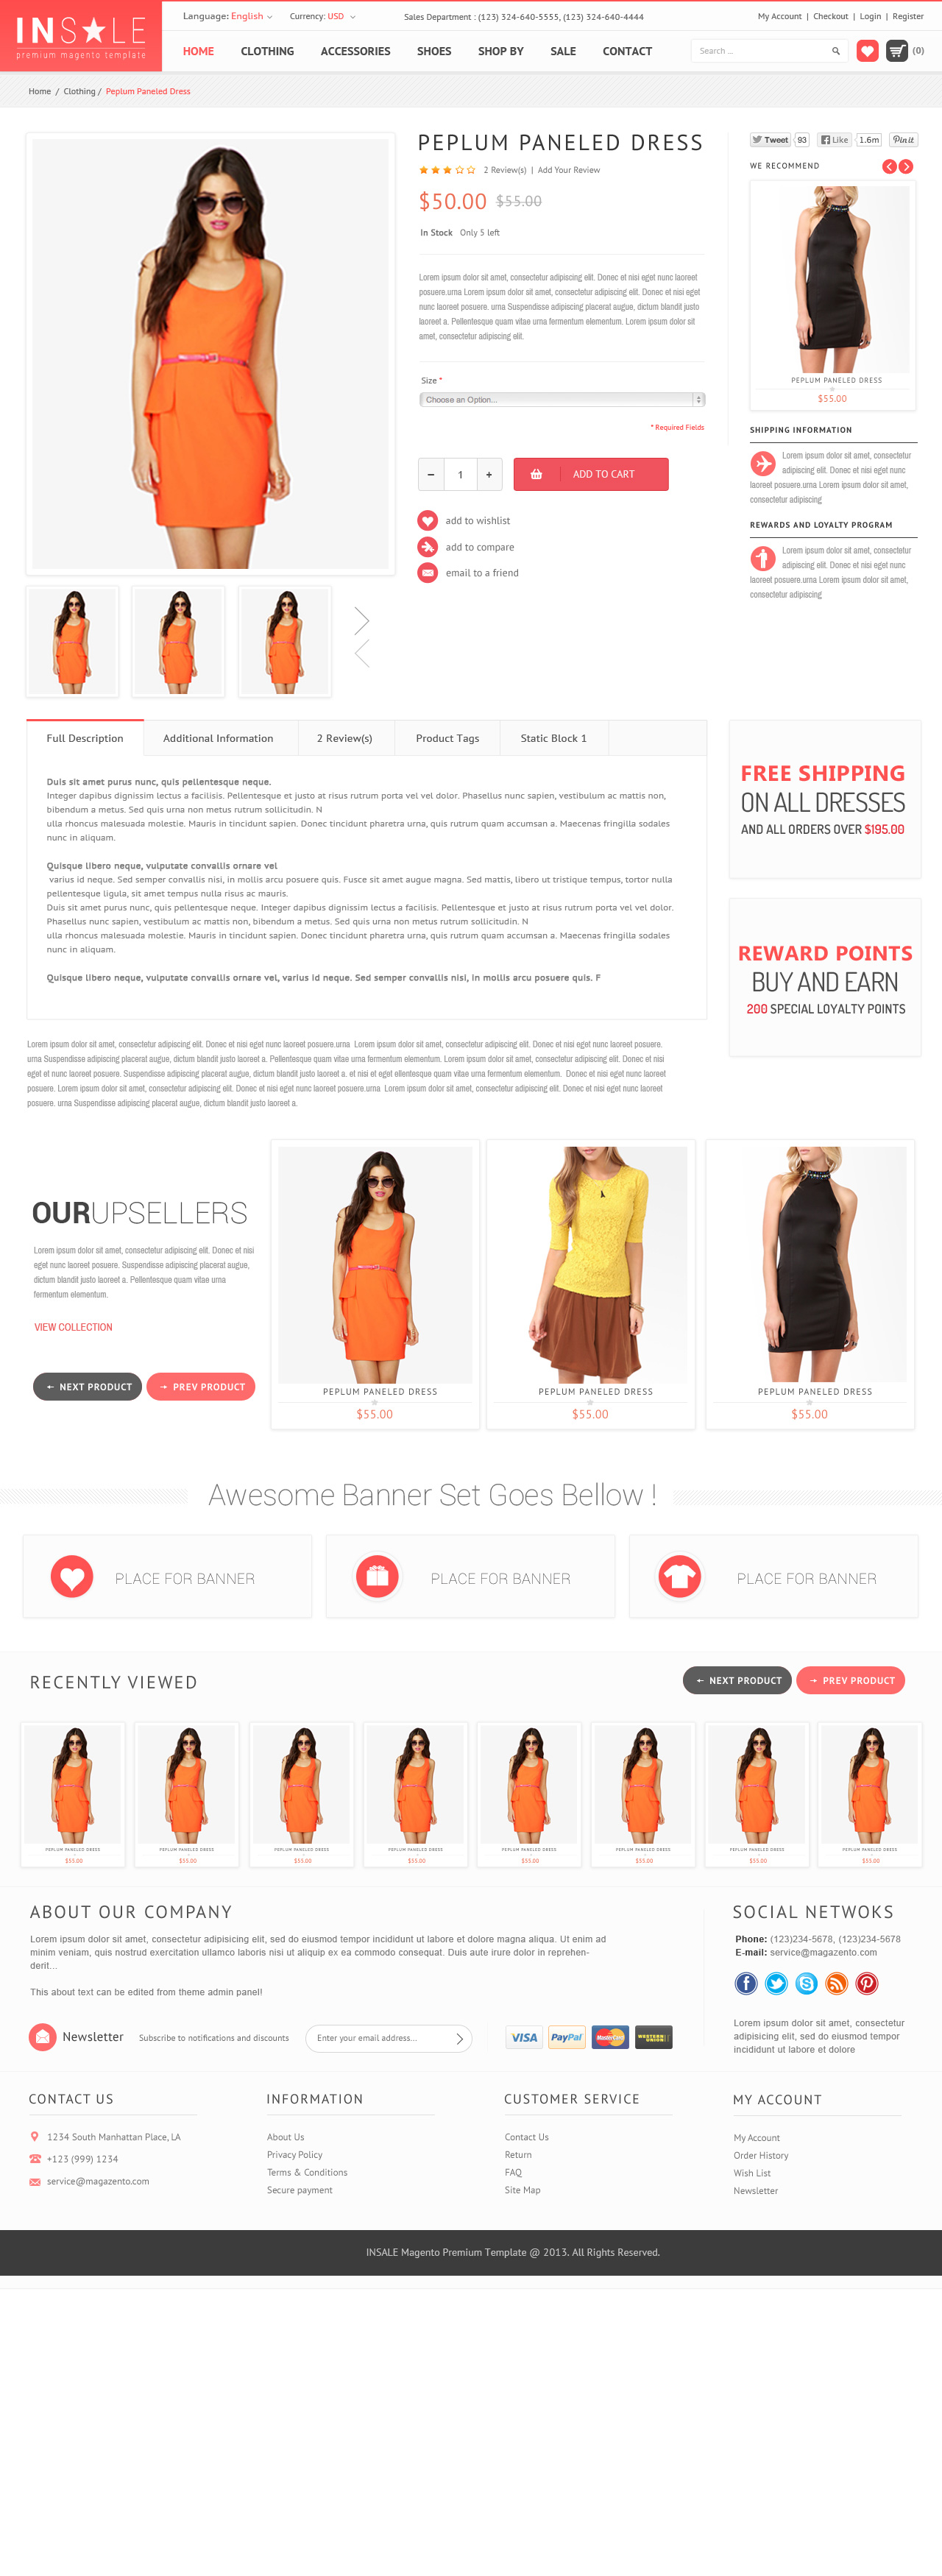 INSALE
premium magento template
Language: English
Currency: USD
Sales Department : (123) 324-640-5555, (123) 324-640-4444
My Account | Checkout | Login | Register
HOME CLOTHING ACCESSORIES SHOES SHOP BY SALE CONTACT
Search ...
(0)
Home / Clothing / Peplum Paneled Dress
PEPLUM PANELED DRESS
2 Review(s) | Add Your Review
$50.00 $55.00
In Stock Only 5 left
Lorem ipsum dolor sit amet, consectetur adipiscing elit. Donec et nisi eget nunc laoreet
posuere.urna Lorem ipsum dolor sit amet, consectetur adipiscing elit. Donec et nisi eget
nunc laoreet posuere. urna Suspendisse adipiscing placerat augue, dictum blandit justo
laoreet a. Pellentesque quam vitae urna fermentum elementum. Lorem ipsum dolor sit
amet, consectetur adipiscing elit.
Size *
Choose an Option...
* Required Fields
1
ADD TO CART
add to wishlist
add to compare
email to a friend
Tweet 93 Like 1.6m Pin it
WE RECOMMEND
PEPLUM PANELED DRESS
$55.00
SHIPPING INFORMATION
Lorem ipsum dolor sit amet, consectetur
adipiscing elit. Donec et nisi eget nunc
laoreet posuere.urna Lorem ipsum dolor sit amet,
consectetur adipiscing
REWARDS AND LOYALTY PROGRAM
Lorem ipsum dolor sit amet, consectetur
adipiscing elit. Donec et nisi eget nunc
laoreet posuere.urna Lorem ipsum dolor sit amet,
consectetur adipiscing
Full Description Additional Information 2 Review(s) Product Tags Static Block 1
Duis sit amet purus nunc, quis pellentesque neque.
Integer dapibus dignissim lectus a facilisis. Pellentesque et justo at risus rutrum porta vel vel dolor. Phasellus nunc sapien, vestibulum ac mattis non,
bibendum a metus. Sed quis urna non metus rutrum sollicitudin. N
ulla rhoncus malesuada molestie. Mauris in tincidunt sapien. Donec tincidunt pharetra urna, quis rutrum quam accumsan a. Maecenas fringilla sodales
nunc in aliquam.
Quisque libero neque, vulputate convallis ornare vel
varius id neque. Sed semper convallis nisi, in mollis arcu posuere quis. Fusce sit amet augue magna. Sed mattis, libero ut tristique tempus, tortor nulla
pellentesque ligula, sit amet tempus nulla risus ac mauris.
Duis sit amet purus nunc, quis pellentesque neque. Integer dapibus dignissim lectus a facilisis. Pellentesque et justo at risus rutrum porta vel vel dolor.
Phasellus nunc sapien, vestibulum ac mattis non, bibendum a metus. Sed quis urna non metus rutrum sollicitudin. N
ulla rhoncus malesuada molestie. Mauris in tincidunt sapien. Donec tincidunt pharetra urna, quis rutrum quam accumsan a. Maecenas fringilla sodales
nunc in aliquam.
Quisque libero neque, vulputate convallis ornare vel, varius id neque. Sed semper convallis nisi, in mollis arcu posuere quis. F
FREE SHIPPING
ON ALL DRESSES
AND ALL ORDERS OVER $195.00
REWARD POINTS
BUY AND EARN
200 SPECIAL LOYALTY POINTS
Lorem ipsum dolor sit amet, consectetur adipiscing elit. Donec et nisi eget nunc laoreet posuere.urna Lorem ipsum dolor sit amet, consectetur adipiscing elit. Donec et nisi eget nunc laoreet posuere.
urna Suspendisse adipiscing placerat augue, dictum blandit justo laoreet a. Pellentesque quam vitae urna fermentum elementum. Lorem ipsum dolor sit amet, consectetur adipiscing elit. Donec et nisi
eget et nunc laoreet posuere. Suspendisse adipiscing placerat augue, dictum blandit justo laoreet a. et nisi et eget ellentesque quam vitae urna fermentum elementum. Donec et nisi eget nunc laoreet
posuere. Lorem ipsum dolor sit amet, consectetur adipiscing elit. Donec et nisi eget nunc laoreet posuere.urna Lorem ipsum dolor sit amet, consectetur adipiscing elit. Donec et nisi eget nunc laoreet
posuere. urna Suspendisse adipiscing placerat augue, dictum blandit justo laoreet a.
OURUPSELLERS
Lorem ipsum dolor sit amet, consectetur adipiscing elit. Donec et nisi
eget nunc laoreet posuere. Suspendisse adipiscing placerat augue,
dictum blandit justo laoreet a. Pellentesque quam vitae urna
fermentum elementum.
VIEW COLLECTION
NEXT PRODUCT PREV PRODUCT
PEPLUM PANELED DRESS PEPLUM PANELED DRESS PEPLUM PANELED DRESS
$55.00 $55.00 $55.00
Awesome Banner Set Goes Bellow !
PLACE FOR BANNER PLACE FOR BANNER PLACE FOR BANNER
RECENTLY VIEWED
NEXT PRODUCT PREV PRODUCT
PEPLUM PANELED DRESS PEPLUM PANELED DRESS PEPLUM PANELED DRESS PEPLUM PANELED DRESS PEPLUM PANELED DRESS PEPLUM PANELED DRESS PEPLUM PANELED DRESS PEPLUM PANELED DRESS
$55.00 $55.00 $55.00 $55.00 $55.00 $55.00 $55.00 $55.00
ABOUT OUR COMPANY
Lorem ipsum dolor sit amet, consectetur adipisicing elit, sed do eiusmod tempor incididunt ut labore et dolore magna aliqua. Ut enim ad
minim veniam, quis nostrud exercitation ullamco laboris nisi ut aliquip ex ea commodo consequat. Duis aute irure dolor in reprehen-
derit...
This about text can be edited from theme admin panel!
Newsletter
Subscribe to notifications and discounts
Enter your email address...
VISA PayPal MasterCard WESTERN UNION
SOCIAL NETWOKS
Phone: (123)234-5678, (123)234-5678
E-mail: service@magazento.com
Lorem ipsum dolor sit amet, consectetur
adipisicing elit, sed do eiusmod tempor
incididunt ut labore et dolore
CONTACT US
1234 South Manhattan Place, LA
+123 (999) 1234
service@magazento.com
INFORMATION
About Us
Privacy Policy
Terms & Conditions
Secure payment
CUSTOMER SERVICE
Contact Us
Return
FAQ
Site Map
MY ACCOUNT
My Account
Order History
Wish List
Newsletter
INSALE Magento Premium Template @ 2013. All Rights Reserved.